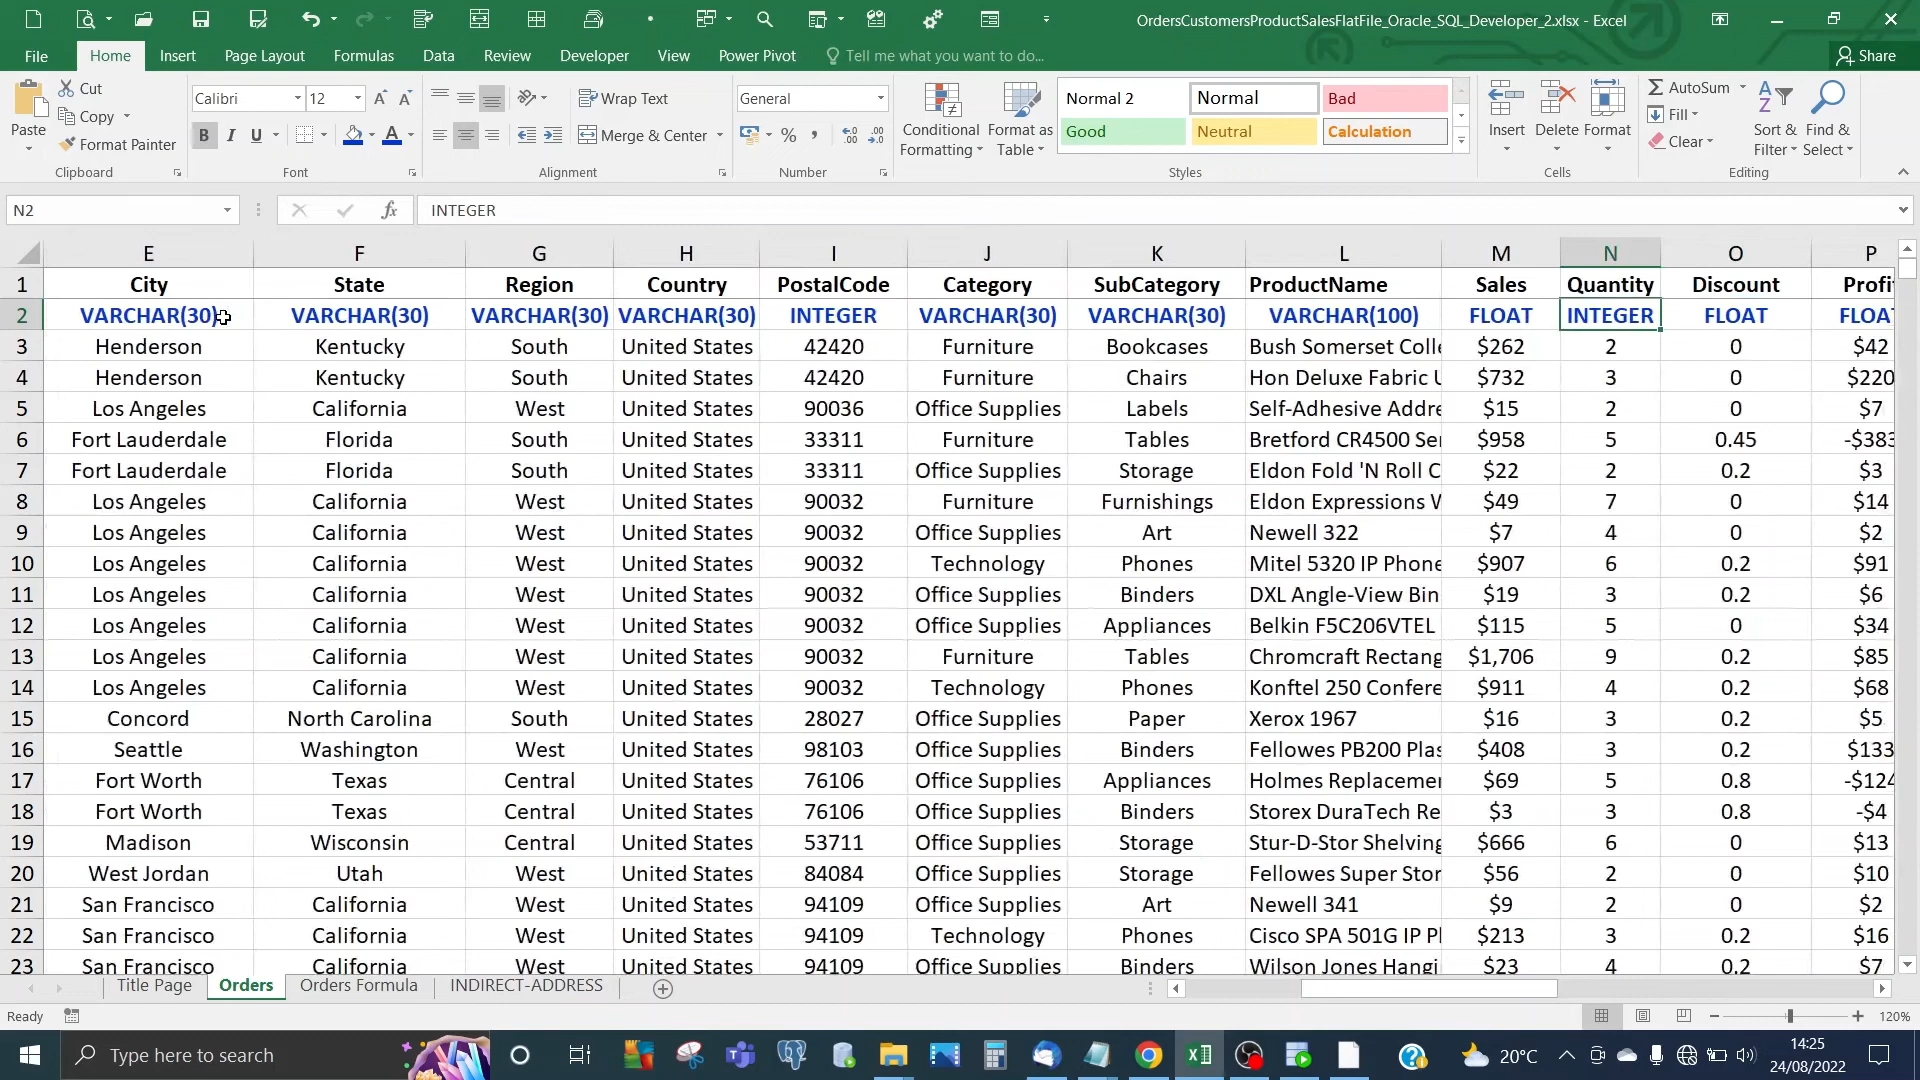 OrdersCustomersProductSalesFlatFile_Oracle_SQL_Developer_2.xlsx - Excel
File Home Insert Page Layout Formulas Data Review Developer View Power Pivot Tell me what you want to do... Share
Paste Cut Copy Format Painter Clipboard
Calibri 12 B I U A A A Font
Wrap Text Merge & Center Alignment
General % , Number
Conditional Formatting Format as Table
Normal 2 Normal Bad
Good Neutral Calculation
Styles
Insert Delete Format Cells
AutoSum Fill Clear Sort & Filter Find & Select Editing
N2 fx INTEGER
E F G H I J K L M N O P
1 City State Region Country PostalCode Category SubCategory ProductName Sales Quantity Discount Profi
2 VARCHAR(30) VARCHAR(30) VARCHAR(30) VARCHAR(30) INTEGER VARCHAR(30) VARCHAR(30) VARCHAR(100) FLOAT INTEGER FLOAT FLOA
3 Henderson Kentucky South United States 42420 Furniture Bookcases Bush Somerset Colle $262 2 0 $42
4 Henderson Kentucky South United States 42420 Furniture Chairs Hon Deluxe Fabric U $732 3 0 $220
5 Los Angeles California West United States 90036 Office Supplies Labels Self-Adhesive Addre $15 2 0 $7
6 Fort Lauderdale Florida South United States 33311 Furniture Tables Bretford CR4500 Ser $958 5 0.45 -$383
7 Fort Lauderdale Florida South United States 33311 Office Supplies Storage Eldon Fold 'N Roll C $22 2 0.2 $3
8 Los Angeles California West United States 90032 Furniture Furnishings Eldon Expressions W $49 7 0 $14
9 Los Angeles California West United States 90032 Office Supplies Art Newell 322 $7 4 0 $2
10 Los Angeles California West United States 90032 Technology Phones Mitel 5320 IP Phone $907 6 0.2 $91
11 Los Angeles California West United States 90032 Office Supplies Binders DXL Angle-View Bin $19 3 0.2 $6
12 Los Angeles California West United States 90032 Office Supplies Appliances Belkin F5C206VTEL $115 5 0 $34
13 Los Angeles California West United States 90032 Furniture Tables Chromcraft Rectang $1,706 9 0.2 $85
14 Los Angeles California West United States 90032 Technology Phones Konftel 250 Confere $911 4 0.2 $68
15 Concord North Carolina South United States 28027 Office Supplies Paper Xerox 1967 $16 3 0.2 $5
16 Seattle Washington West United States 98103 Office Supplies Binders Fellowes PB200 Plas $408 3 0.2 $133
17 Fort Worth Texas Central United States 76106 Office Supplies Appliances Holmes Replacemen $69 5 0.8 -$124
18 Fort Worth Texas Central United States 76106 Office Supplies Binders Storex DuraTech Re $3 3 0.8 -$4
19 Madison Wisconsin Central United States 53711 Office Supplies Storage Stur-D-Stor Shelving $666 6 0 $13
20 West Jordan Utah West United States 84084 Office Supplies Storage Fellowes Super Stor $56 2 0 $10
21 San Francisco California West United States 94109 Office Supplies Art Newell 341 $9 2 0 $2
22 San Francisco California West United States 94109 Technology Phones Cisco SPA 501G IP Pl $213 3 0.2 $16
23 San Francisco California West United States 94109 Office Supplies Binders Wilson Jones Hangi $23 4 0.2 $7
Title Page Orders Orders Formula INDIRECT-ADDRESS
Ready 120%
Type here to search 20°C 14:25
24/08/2022